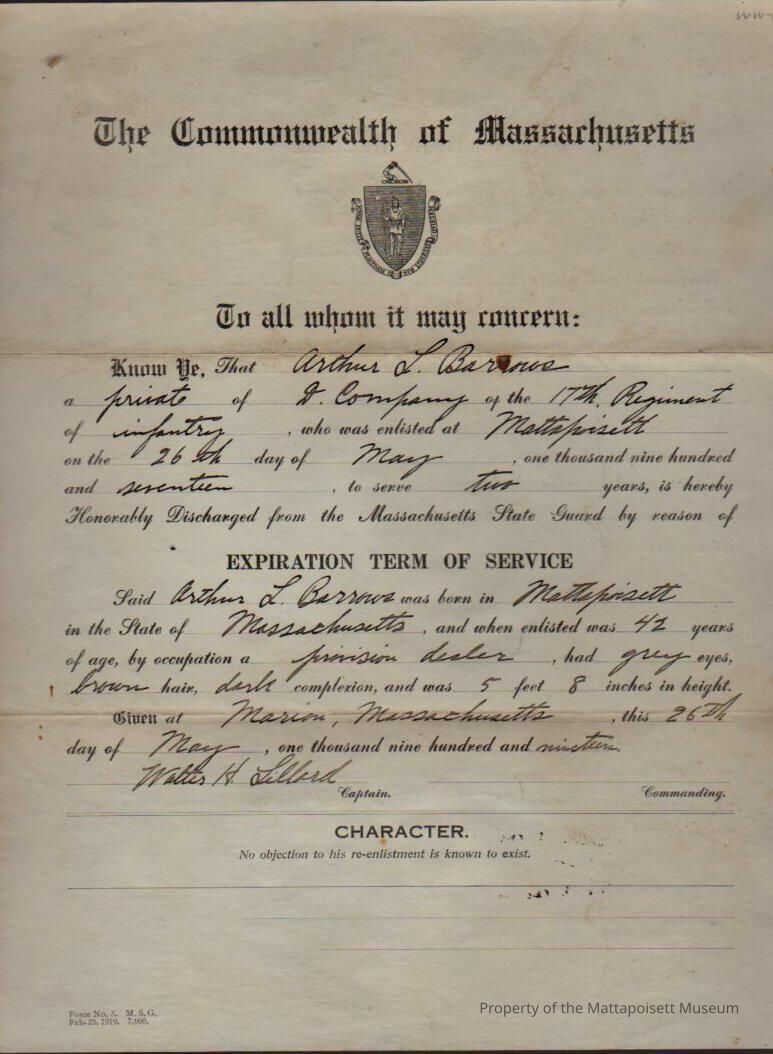 WW-
The Commonwealth of Massachusetts
To all whom it may concern:
Know Ye, That Arthur L. Barrows
a private of D. Company of the 17th. Regiment
of infantry, who was enlisted at Mattapoisett
on the 26th day of May, one thousand nine hundred
and seventeen, to serve two years, is hereby
Honorably Discharged from the Massachusetts State Guard by reason of
EXPIRATION TERM OF SERVICE
Said Arthur L. Barrows was born in Mattapoisett
in the State of Massachusetts, and when enlisted was 42 years
of age, by occupation a provision dealer, had grey eyes,
brown hair, dark complexion, and was 5 feet 8 inches in height.
Given at Marion, Massachusetts, this 26th
day of May, one thousand nine hundred and nineteen.
Walter H. Lillard
Captain. Commanding.
CHARACTER.
No objection to his re-enlistment is known to exist.
Form No. 5. M. S. G.
Feb. 25, 1919. 7,000.
Property of the Mattapoisett Museum